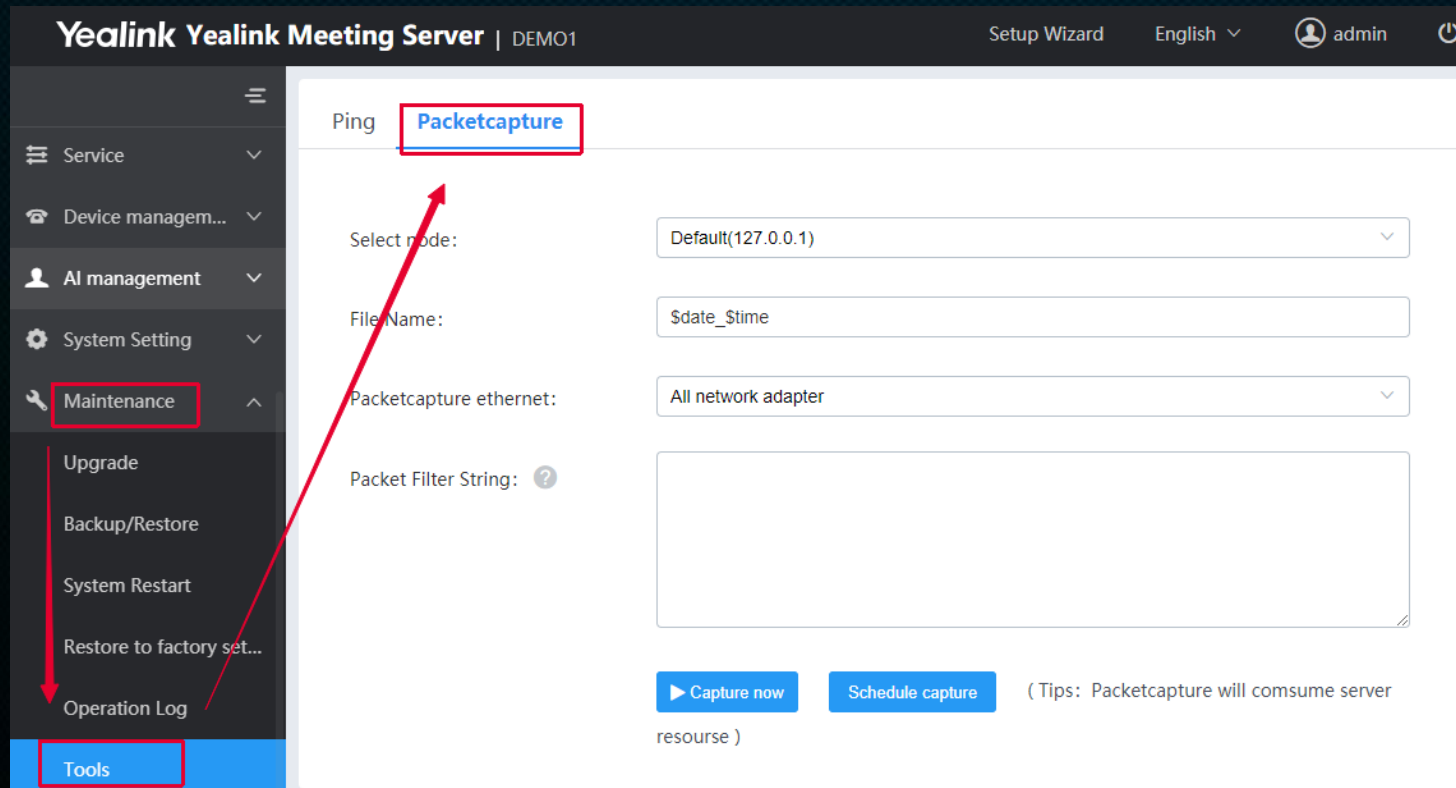 Yealink Yealink Meeting Server | DEMO1 Setup Wizard English admin
Service
Device managem...
AI management
System Setting
Maintenance
Upgrade
Backup/Restore
System Restart
Restore to factory set...
Operation Log
Tools
Ping Packetcapture
Select node: Default(127.0.0.1)
File Name: $date_$time
Packetcapture ethernet: All network adapter
Packet Filter String: ?
Capture now Schedule capture ( Tips: Packetcapture will comsume server
resourse )